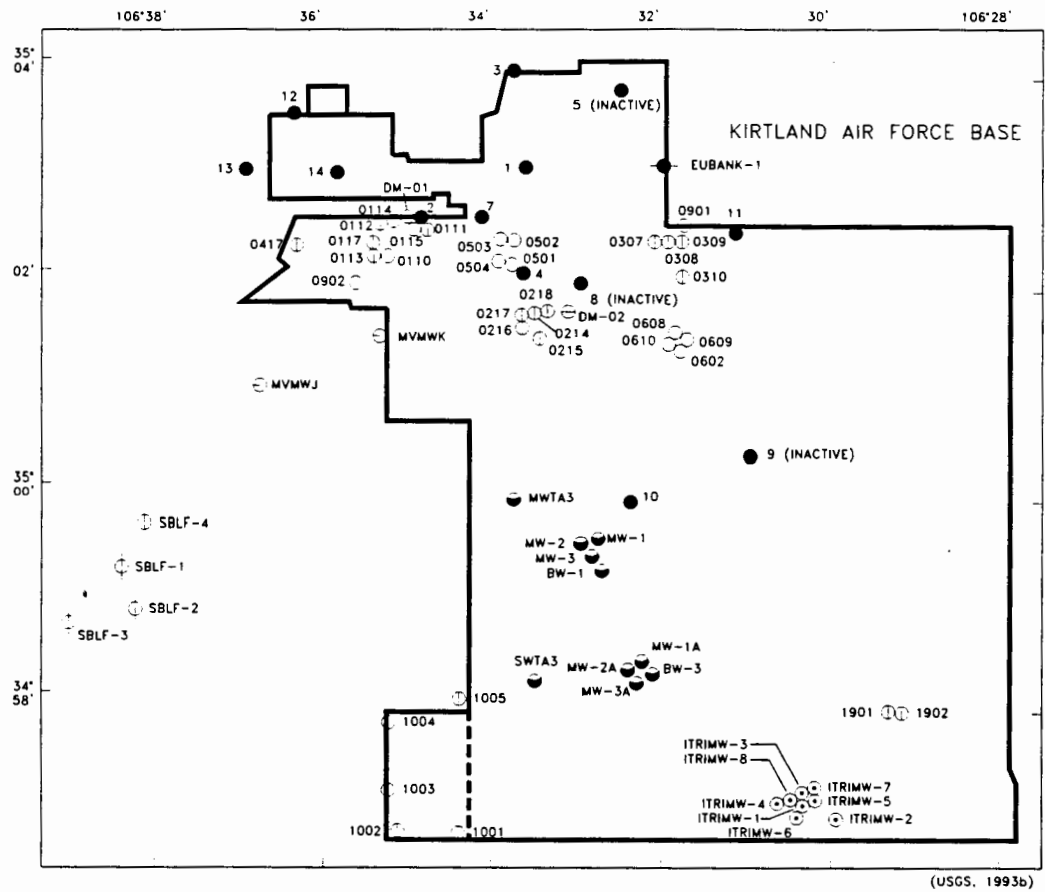 106°38' 36' 34' 32' 30' 106°28'
35°
04'
3
5 (INACTIVE)
12
KIRTLAND AIR FORCE BASE
13
14
1
EUBANK-1
DM-01
0114 2 7
0901
11
0112
0111
0417
0117
0115
0503
0502
0307
0309
0308
0113
0110
0504
0501
02'
4
0310
0902
0218
8 (INACTIVE)
0217
DM-02
0216
0214
0215
0608
0610
0609
0602
MVMWK
MVMWJ
9 (INACTIVE)
35°
00'
MWTA3
10
SBLF-4
MW-2
MW-1
MW-3
BW-1
SBLF-1
SBLF-2
SBLF-3
MW-1A
SWTA3
MW-2A
BW-3
MW-3A
34°
58'
1005
1004
1901
1902
ITRIMW-3
ITRIMW-8
1003
ITRIMW-7
ITRIMW-4
ITRIMW-5
ITRIMW-1
ITRIMW-2
1002
1001
ITRIMW-6
(USGS, 1993b)